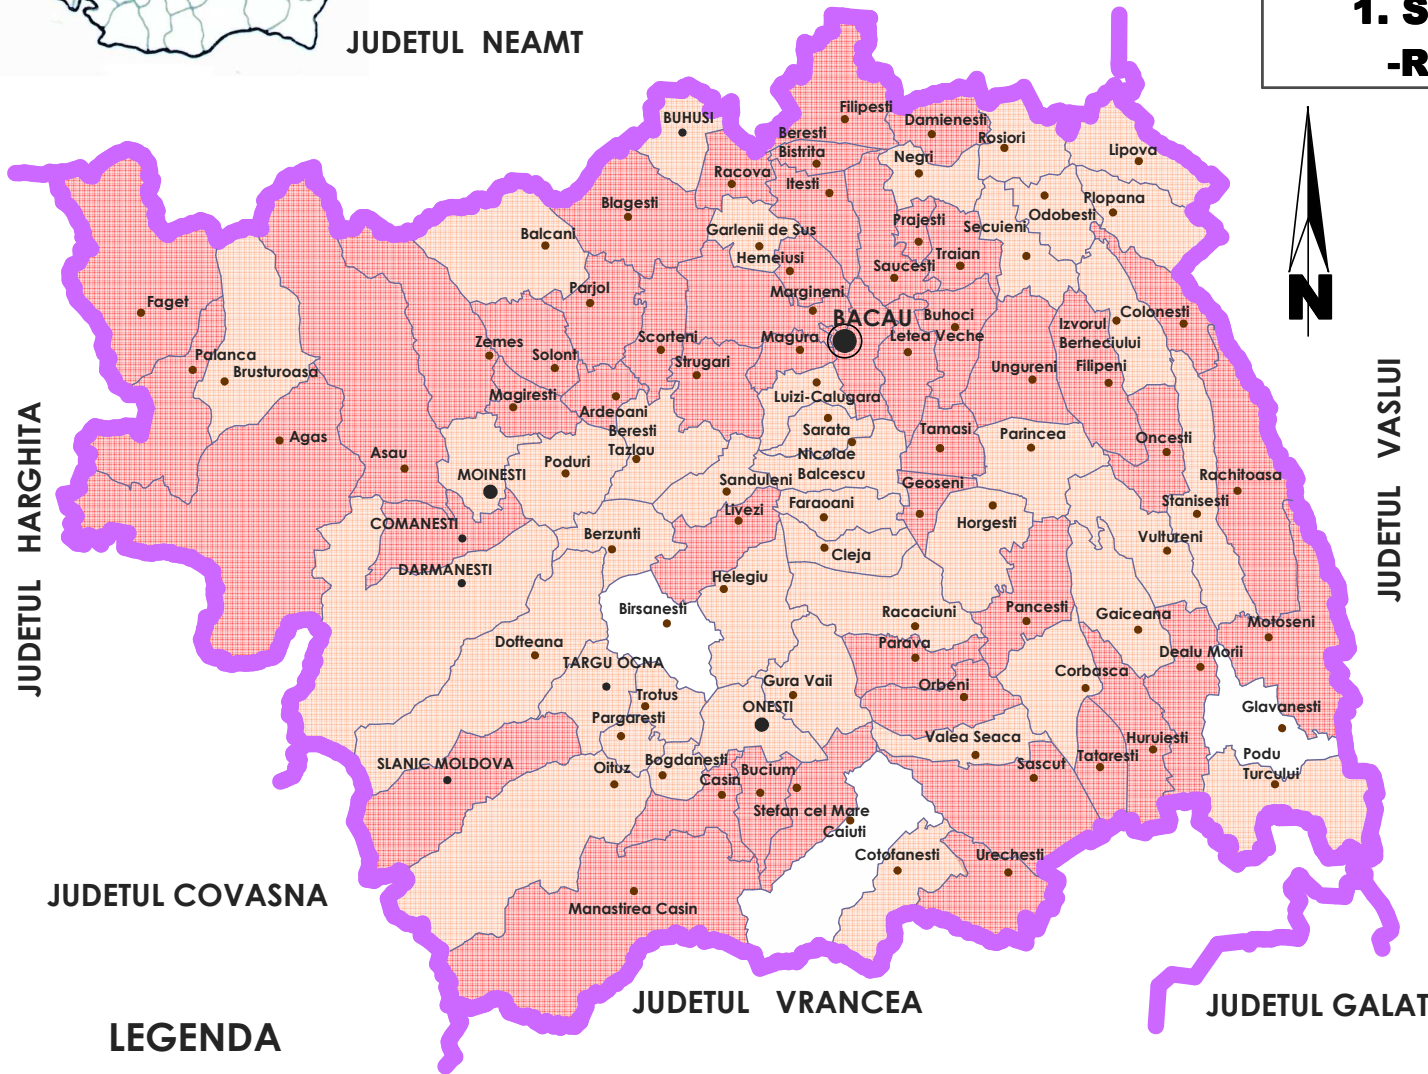 1. S
-R
JUDETUL NEAMT
N
BUHUSI
Filipesti
Damienesti
Rosiori
Lipova
Beresti
Bistrita
Negri
Racova
Itesti
Blagesti
Plopana
Odobesti
Prajesti
Secuieni
Balcani
Garlenii de Sus
Hemeiusi
Traian
Saucesti
Parjol
Margineni
Faget
BACAU
Buhoci
Izvorul
Berheciului
Colonesti
Zemes
Solont
Scorteni
Magura
Letea Veche
Palanca
Brusturoasa
Strugari
Ungureni
Filipeni
Magiresti
Luizi-Calugara
Ardeoani
Beresti
Tazlau
Sarata
Tamasi
Parincea
Oncesti
Agas
Asau
Nicolae
Balcescu
MOINESTI
Poduri
Sanduleni
Geoseni
Rachitoasa
Livezi
Faraoani
Stanisesti
COMANESTI
Horgesti
Berzunti
Cleja
Vultureni
DARMANESTI
Helegiu
Birsanesti
Racaciuni
Pancesti
Gaiceana
Motoseni
Dofteana
Parava
Dealu Morii
TARGU OCNA
Gura Vaii
Orbeni
Corbasca
Trotus
ONESTI
Glavanesti
Pargaresti
Valea Seaca
Huruiesti
SLANIC MOLDOVA
Oituz
Bogdanesti
Casin
Bucium
Sascut
Tataresti
Podu
Turcului
Stefan cel Mare
Caiuti
Cotofanesti
Urechesti
Manastirea Casin
JUDETUL HARGHITA
JUDETUL VASLUI
JUDETUL COVASNA
JUDETUL VRANCEA
JUDETUL GALAT
LEGENDA